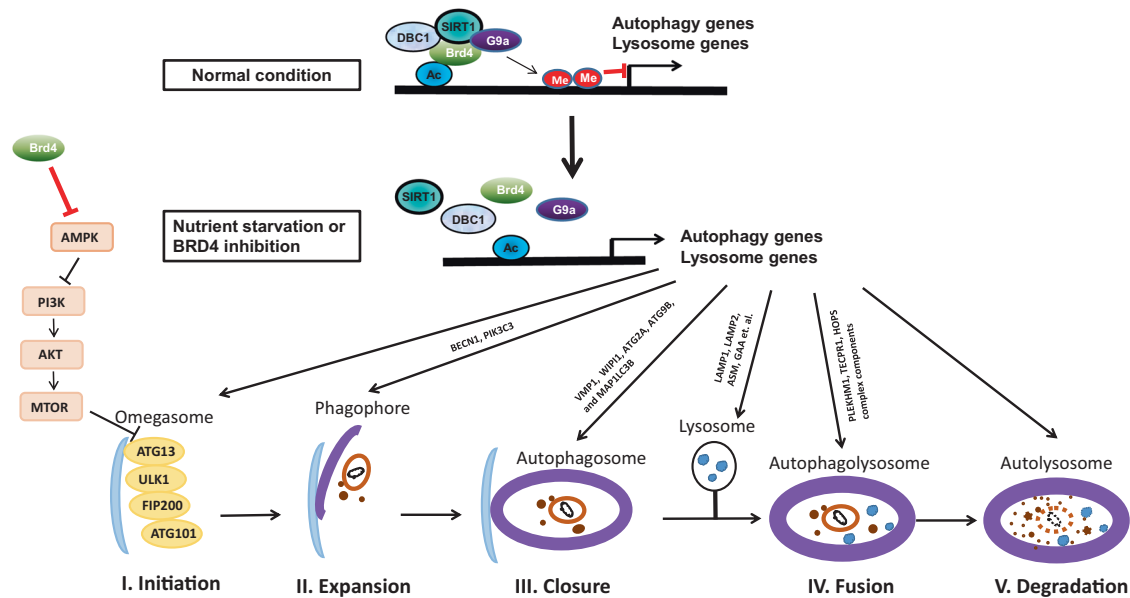 SIRT1
DBC1
G9a
Brd4
Ac
Me
Me
Autophagy genes
Lysosome genes
Normal condition
Brd4
AMPK
PI3K
AKT
MTOR
SIRT1
Brd4
DBC1
G9a
Ac
Nutrient starvation or
BRD4 inhibition
Autophagy genes
Lysosome genes
BECN1, PIK3C3
VMP1, WIPI1, ATG2A, ATG9B,
and MAP1LC3B
LAMP1, LAMP2,
ASM, GAA et. al.
PLEKHM1, TECPR1, HOPS
complex components
Omegasome
ATG13
ULK1
FIP200
ATG101
Phagophore
Autophagosome
Lysosome
Autophagolysosome
Autolysosome
I. Initiation
II. Expansion
III. Closure
IV. Fusion
V. Degradation